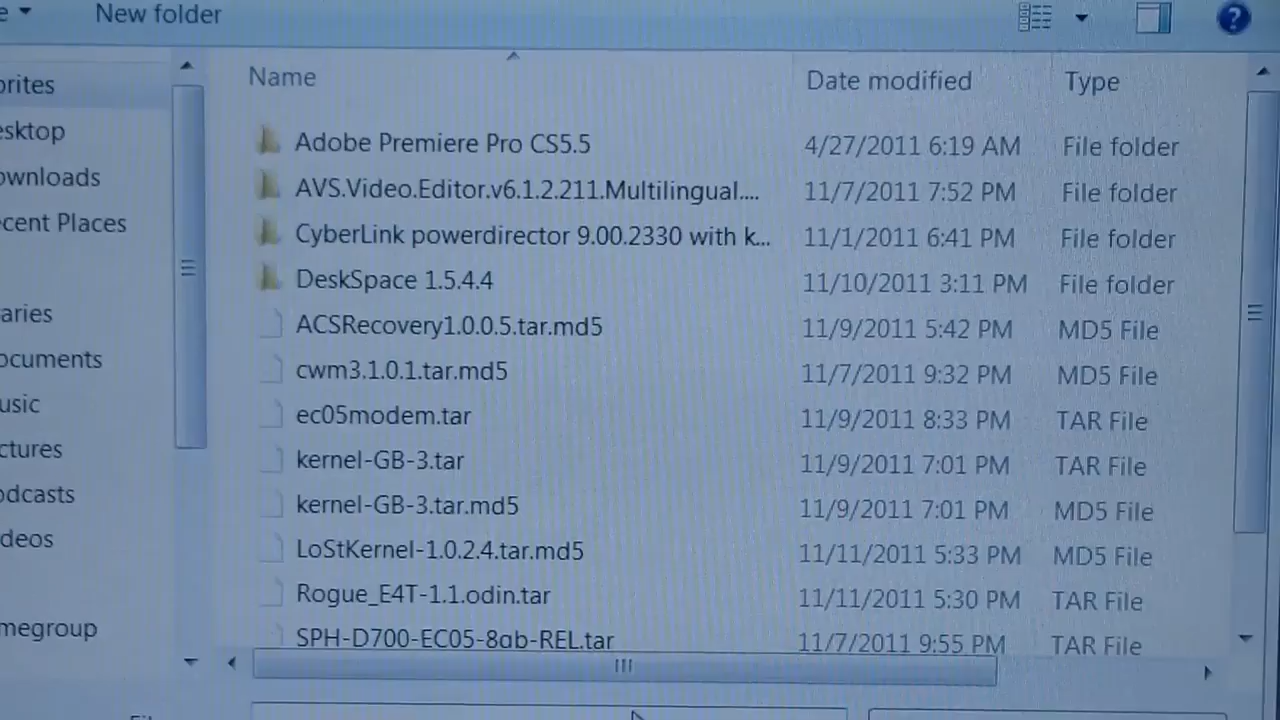 New folder
Name Date modified Type
orites
esktop
ownloads
ecent Places
aries
ocuments
usic
ctures
odcasts
deos
megroup
Adobe Premiere Pro CS5.5 4/27/2011 6:19 AM File folder
AVS.Video.Editor.v6.1.2.211.Multilingual.... 11/7/2011 7:52 PM File folder
CyberLink powerdirector 9.00.2330 with k... 11/1/2011 6:41 PM File folder
DeskSpace 1.5.4.4 11/10/2011 3:11 PM File folder
ACSRecovery1.0.0.5.tar.md5 11/9/2011 5:42 PM MD5 File
cwm3.1.0.1.tar.md5 11/7/2011 9:32 PM MD5 File
ec05modem.tar 11/9/2011 8:33 PM TAR File
kernel-GB-3.tar 11/9/2011 7:01 PM TAR File
kernel-GB-3.tar.md5 11/9/2011 7:01 PM MD5 File
LoStKernel-1.0.2.4.tar.md5 11/11/2011 5:33 PM MD5 File
Rogue_E4T-1.1.odin.tar 11/11/2011 5:30 PM TAR File
SPH-D700-EC05-8gb-REL.tar 11/7/2011 9:55 PM TAR File